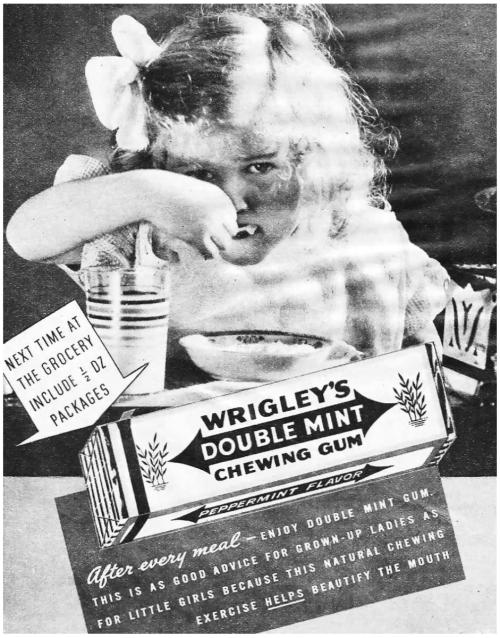 NEXT TIME AT
THE GROCERY
INCLUDE ½ DZ
PACKAGES
WRIGLEY'S
DOUBLE MINT
CHEWING GUM
PEPPERMINT FLAVOR
After every meal — ENJOY DOUBLE MINT GUM.
THIS IS AS GOOD ADVICE FOR GROWN-UP LADIES AS
FOR LITTLE GIRLS BECAUSE THIS NATURAL CHEWING
EXERCISE HELPS BEAUTIFY THE MOUTH